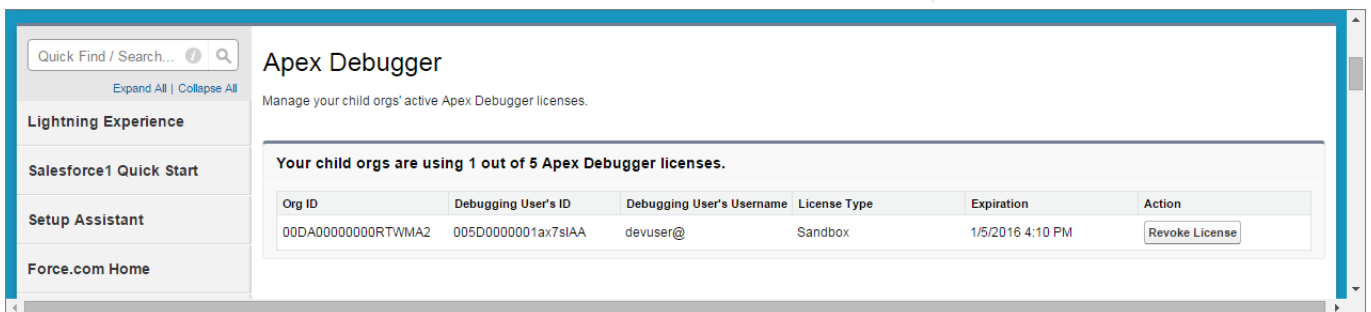 Quick Find / Search...
Expand All | Collapse All
Lightning Experience
Salesforce1 Quick Start
Setup Assistant
Force.com Home
Apex Debugger
Manage your child orgs' active Apex Debugger licenses.
Your child orgs are using 1 out of 5 Apex Debugger licenses.
Org ID Debugging User's ID Debugging User's Username License Type Expiration Action
00DA00000000RTWMA2 005D0000001ax7sIAA devuser@ Sandbox 1/5/2016 4:10 PM Revoke License